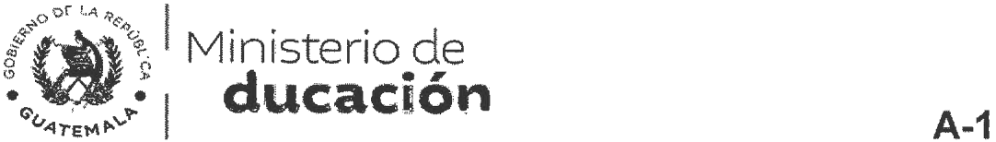 GOBIERNO DE LA REPÚBLICA
GUATEMALA
Ministerio de
ducación
A-1